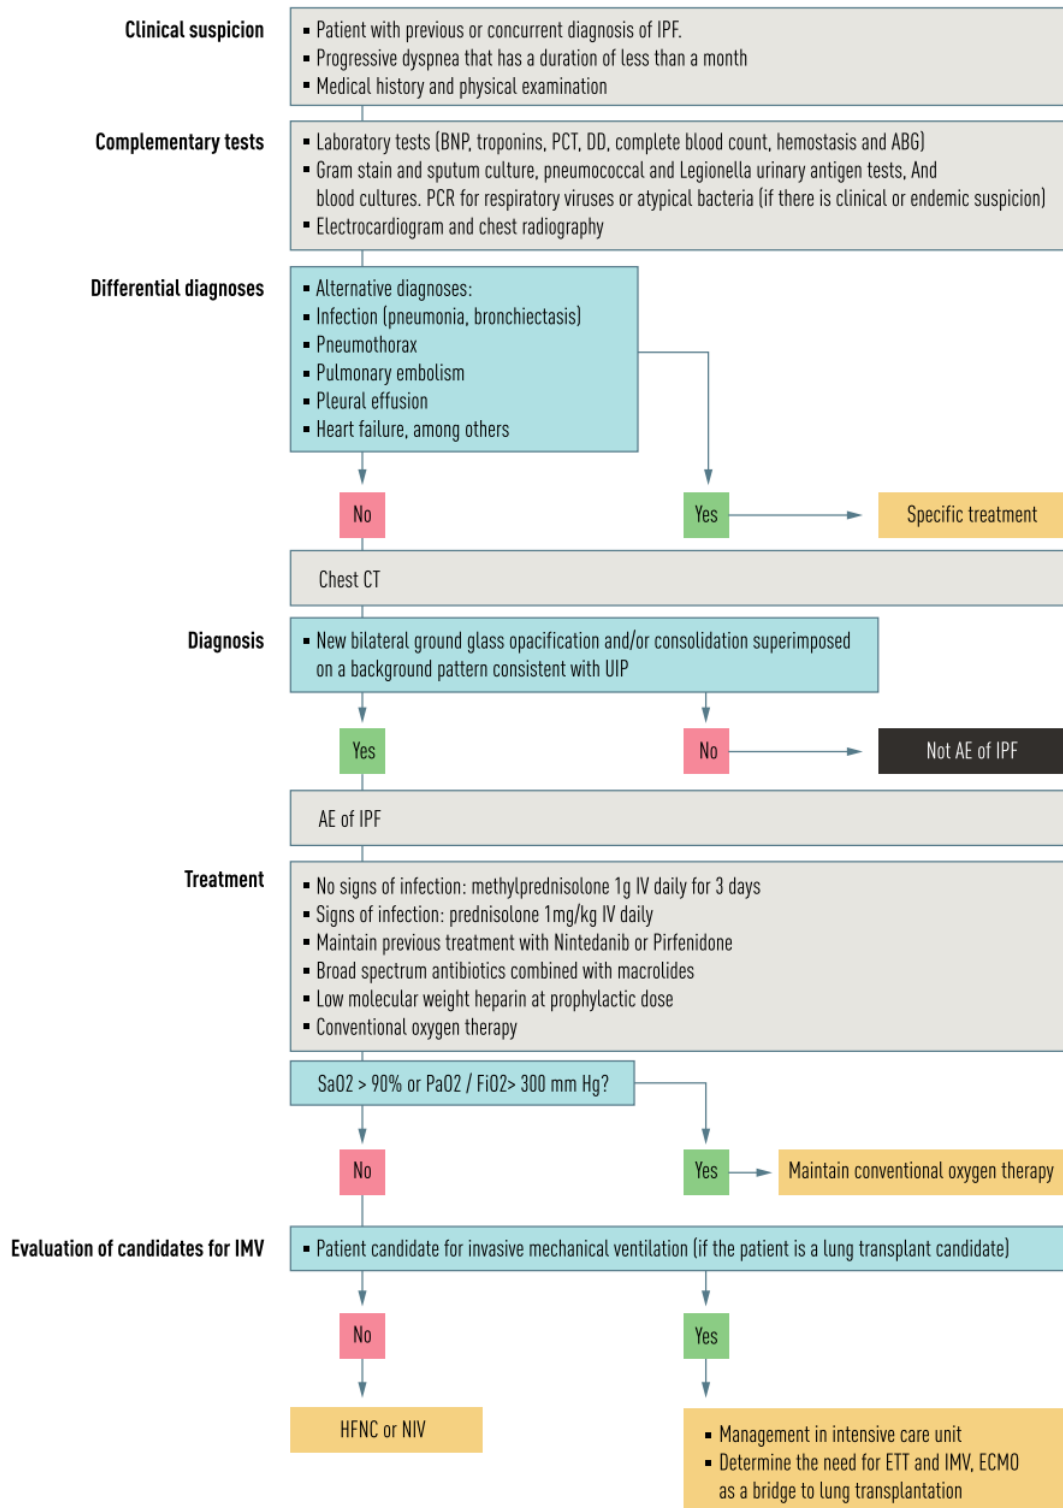 Clinical suspicion
▪ Patient with previous or concurrent diagnosis of IPF.
▪ Progressive dyspnea that has a duration of less than a month
▪ Medical history and physical examination
Complementary tests
▪ Laboratory tests (BNP, troponins, PCT, DD, complete blood count, hemostasis and ABG)
▪ Gram stain and sputum culture, pneumococcal and Legionella urinary antigen tests, And
blood cultures. PCR for respiratory viruses or atypical bacteria (if there is clinical or endemic suspicion)
▪ Electrocardiogram and chest radiography
Differential diagnoses
▪ Alternative diagnoses:
▪ Infection (pneumonia, bronchiectasis)
▪ Pneumothorax
▪ Pulmonary embolism
▪ Pleural effusion
▪ Heart failure, among others
No
Yes
Specific treatment
Chest CT
Diagnosis
▪ New bilateral ground glass opacification and/or consolidation superimposed
on a background pattern consistent with UIP
Yes
No
Not AE of IPF
AE of IPF
Treatment
▪ No signs of infection: methylprednisolone 1g IV daily for 3 days
▪ Signs of infection: prednisolone 1mg/kg IV daily
▪ Maintain previous treatment with Nintedanib or Pirfenidone
▪ Broad spectrum antibiotics combined with macrolides
▪ Low molecular weight heparin at prophylactic dose
▪ Conventional oxygen therapy
SaO2 > 90% or PaO2 / FiO2> 300 mm Hg?
No
Yes
Maintain conventional oxygen therapy
Evaluation of candidates for IMV
▪ Patient candidate for invasive mechanical ventilation (if the patient is a lung transplant candidate)
No
Yes
HFNC or NIV
▪ Management in intensive care unit
▪ Determine the need for ETT and IMV, ECMO
as a bridge to lung transplantation